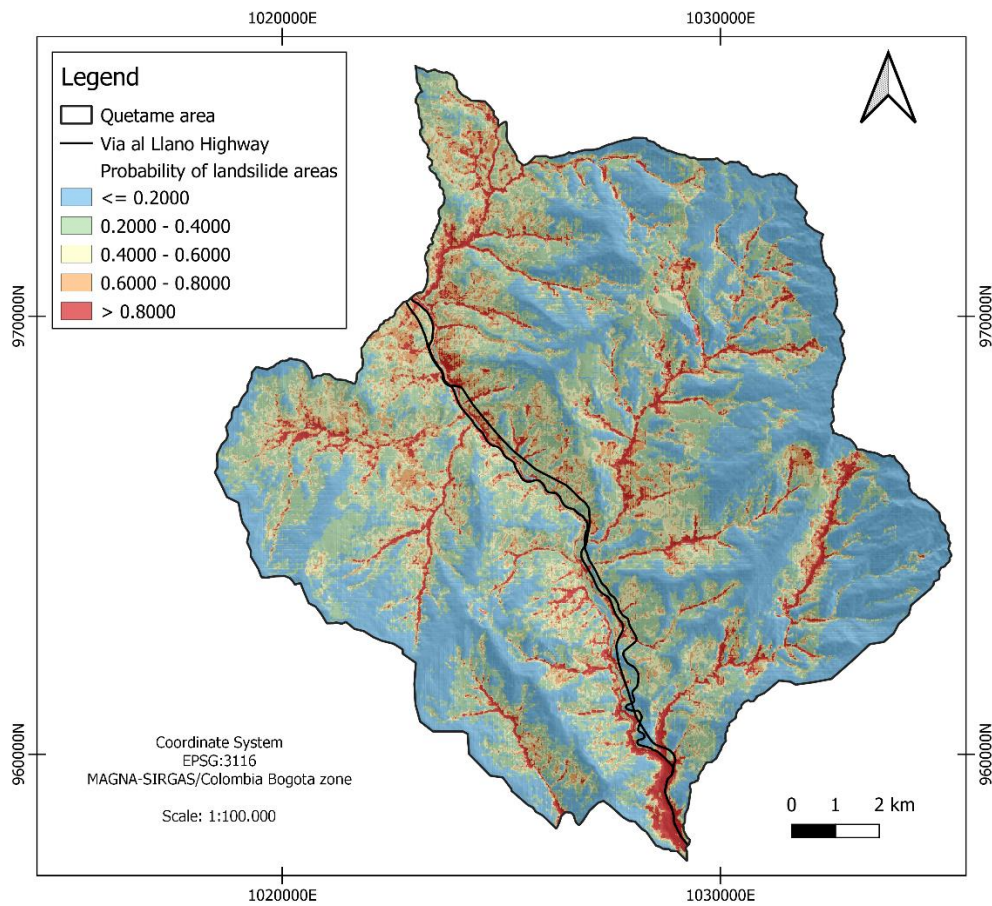 1020000E
1030000E
Legend
Quetame area
Via al Llano Highway
Probability of landsilide areas
<= 0.2000
0.2000 - 0.4000
0.4000 - 0.6000
0.6000 - 0.8000
> 0.8000
970000N
970000N
960000N
960000N
Coordinate System
EPSG:3116
MAGNA-SIRGAS/Colombia Bogota zone
Scale: 1:100.000
0 1 2 km
1020000E
1030000E